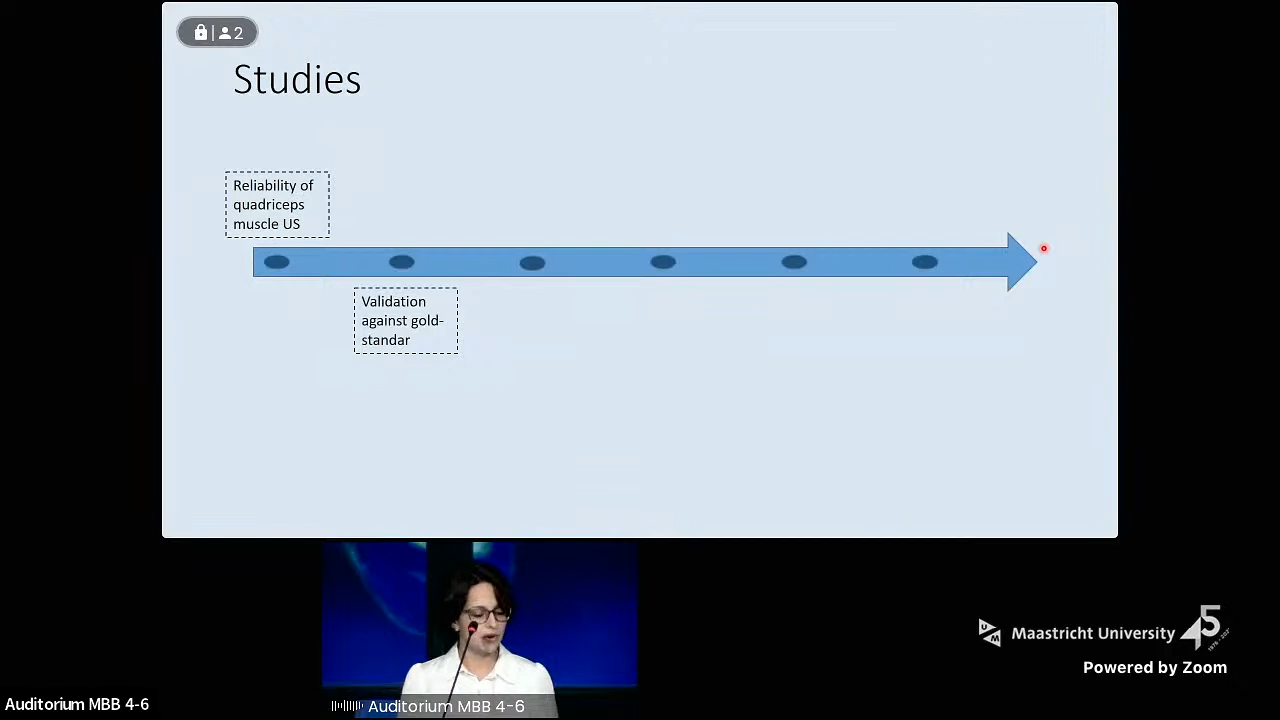 2
Studies
Reliability of
quadriceps
muscle US
Validation
against gold-
standar
Maastricht University
45
Powered by Zoom
Auditorium MBB 4-6
Auditorium MBB 4-6